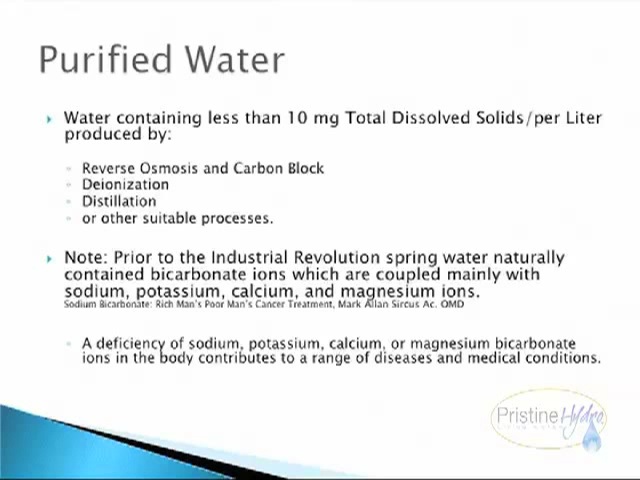 Purified Water
Water containing less than 10 mg Total Dissolved Solids/per Liter
produced by:
Reverse Osmosis and Carbon Block
Deionization
Distillation
or other suitable processes.
Note: Prior to the Industrial Revolution spring water naturally
contained bicarbonate ions which are coupled mainly with
sodium, potassium, calcium, and magnesium ions.
Sodium Bicarbonate: Rich Man's Poor Man's Cancer Treatment, Mark Allan Sircus Ac. OMD
A deficiency of sodium, potassium, calcium, or magnesium bicarbonate
ions in the body contributes to a range of diseases and medical conditions.
Pristine Hydro